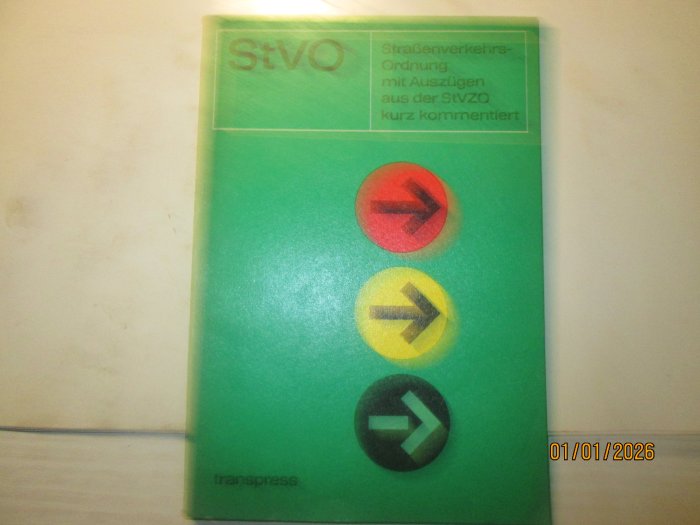 StVO
Straßenverkehrs-
Ordnung
mit Auszügen
aus der StVZO
kurz kommentiert
transpress
01/01/2026